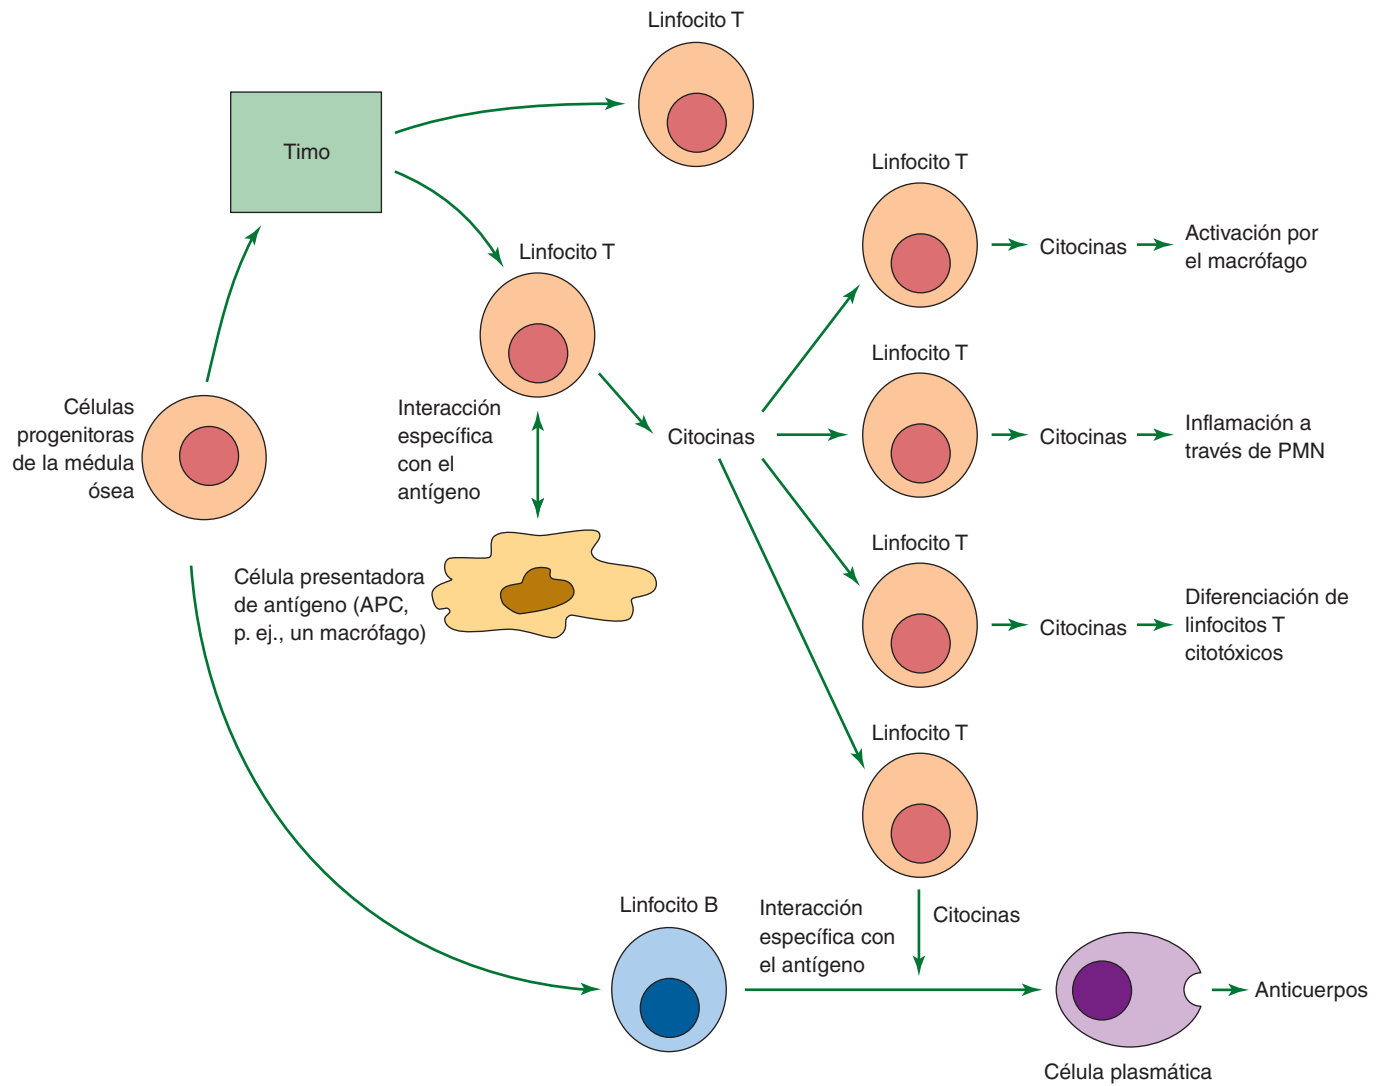 Linfocito T
Timo
Linfocito T
Linfocito T
Citocinas
Activación por
el macrófago
Linfocito T
Citocinas
Inflamación a
través de PMN
Células
progenitoras
de la médula
ósea
Interacción
específica
con el
antígeno
Citocinas
Linfocito T
Citocinas
Diferenciación de
linfocitos T
citotóxicos
Célula presentadora
de antígeno (APC,
p. ej., un macrófago)
Linfocito T
Citocinas
Linfocito B
Interacción
específica con
el antígeno
Anticuerpos
Célula plasmática